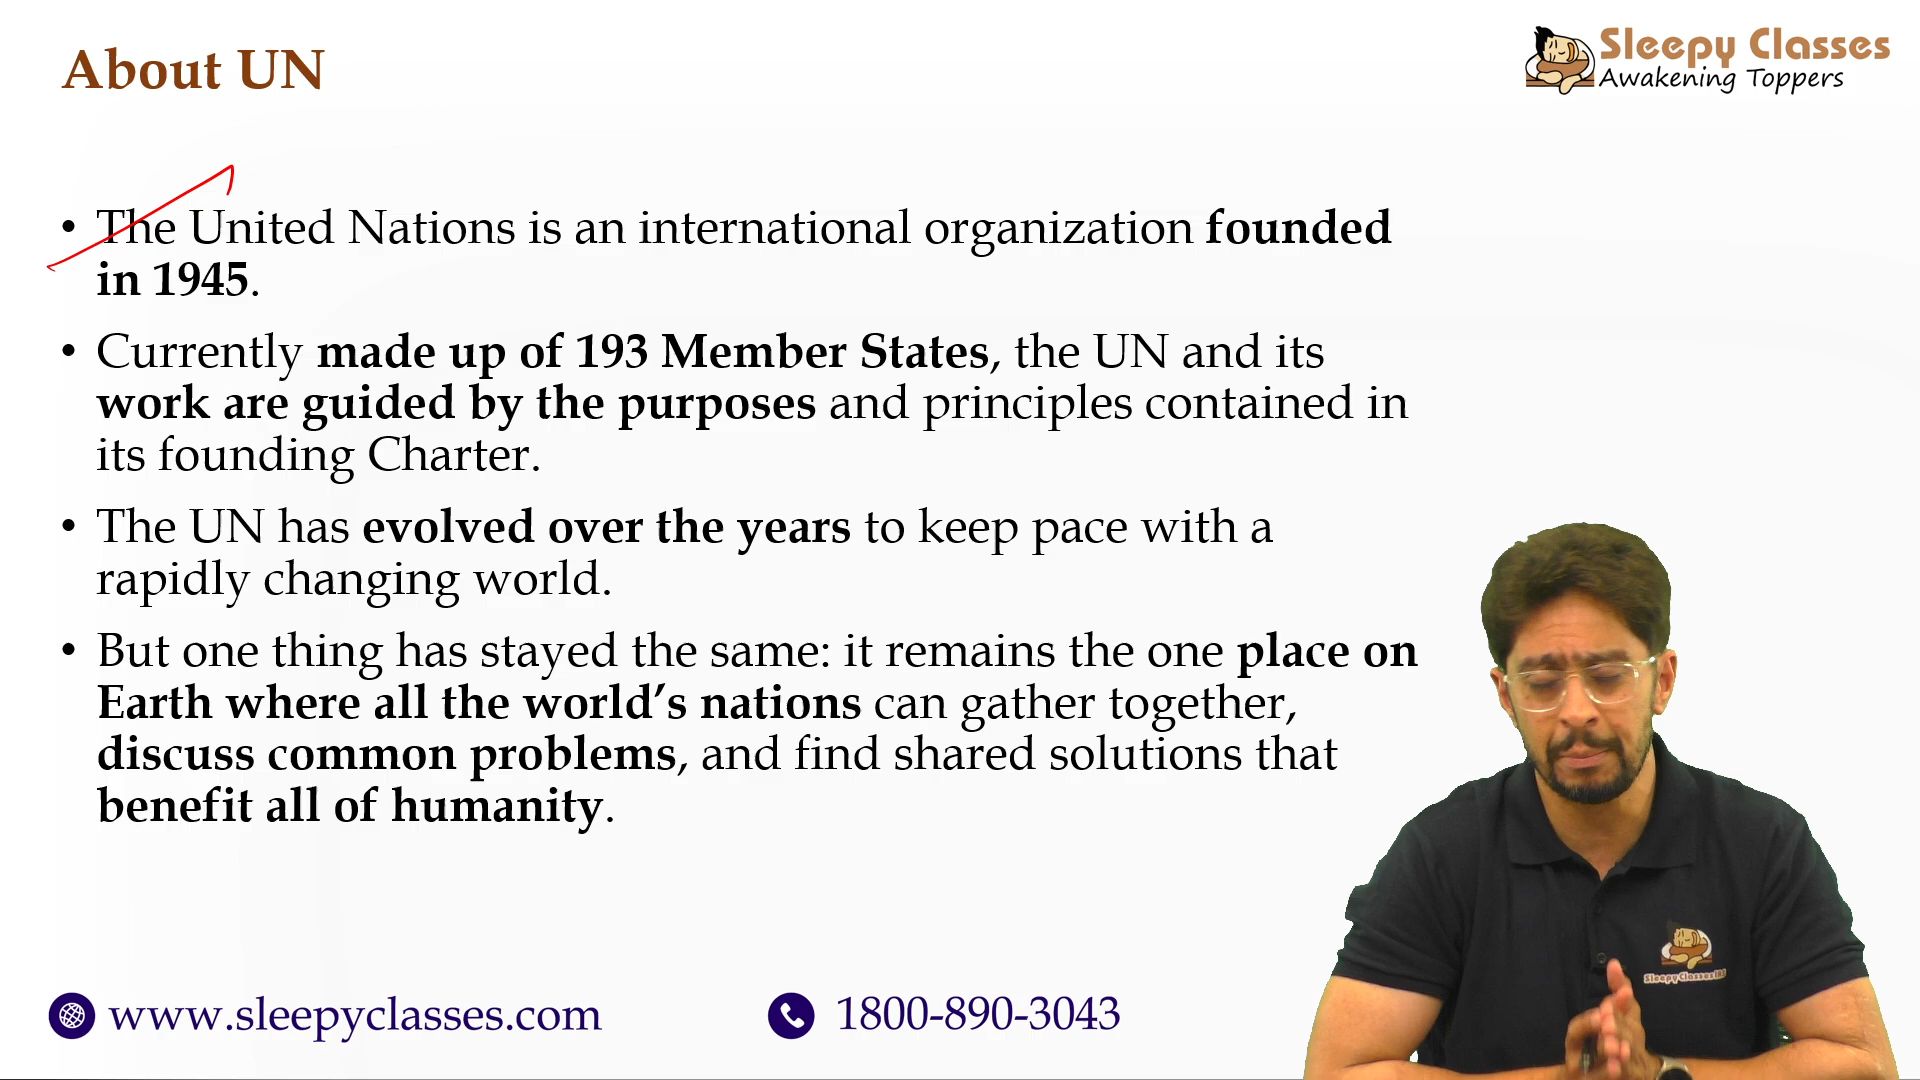 About UN
Sleepy Classes
Awakening Toppers
• The United Nations is an international organization founded
in 1945.
• Currently made up of 193 Member States, the UN and its
work are guided by the purposes and principles contained in
its founding Charter.
• The UN has evolved over the years to keep pace with a
rapidly changing world.
• But one thing has stayed the same: it remains the one place on
Earth where all the world’s nations can gather together,
discuss common problems, and find shared solutions that
benefit all of humanity.
Sleepy Classes IAS
www.sleepyclasses.com
1800-890-3043